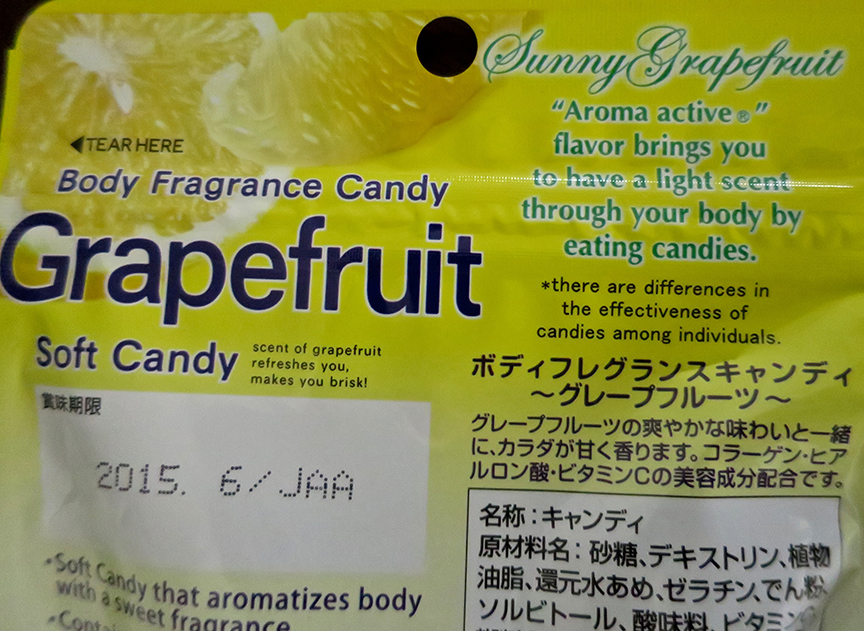 TEAR HERE
Body Fragrance Candy
Grapefruit
Soft Candy
scent of grapefruit
refreshes you,
makes you brisk!
賞味期限
2015. 6/JAA
・Soft Candy that aromatizes body
with a sweet fragrance
Sunny Grapefruit
"Aroma active®"
flavor brings you
to have a light scent
through your body by
eating candies.
*there are differences in
the effectiveness of
candies among individuals.
ボディフレグランスキャンディ
～グレープフルーツ～
グレープフルーツの爽やかな味わいと一緒
に、カラダが甘く香ります。コラーゲン・ヒア
ルロン酸・ビタミンCの美容成分配合です。
名称：キャンディ
原材料名：砂糖、デキストリン、植物
油脂、還元水あめ、ゼラチン、でん粉、
ソルビトール、酸味料、ビタミンC